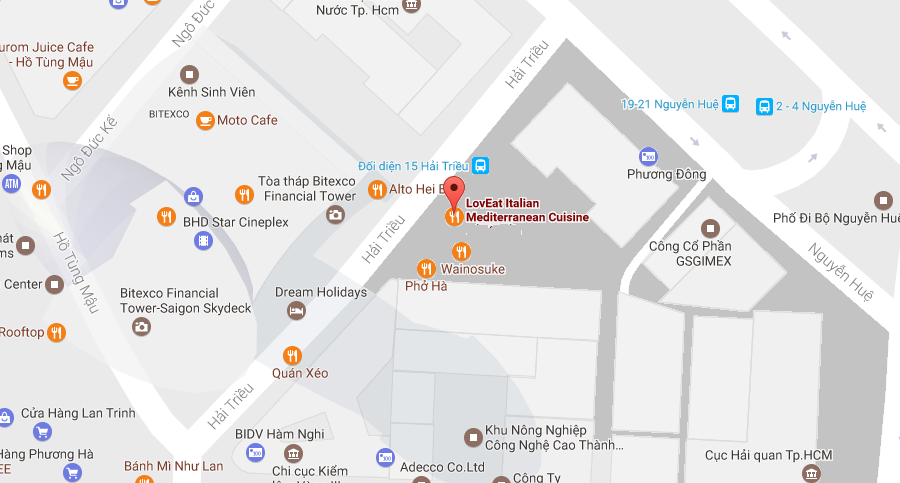 Nước Tp. Hcm
Ngô Đức
Hải Triều
Juice Cafe
- Hồ Tùng Mậu
Kênh Sinh Viên
BITEXCO
Moto Cafe
19-21 Nguyễn Huệ
2 - 4 Nguyễn Huệ
Ngô Đức Kế
Shop
Mậu
ATM
Đối diện 15 Hải Triều
Phương Đông
Tòa tháp Bitexco
Financial Tower
Alto Hei
LovEat Italian
Mediterranean Cuisine
BHD Star Cineplex
Hải Triều
Phố Đi Bộ Nguyễn Huệ
Công Cổ Phần
GSGIMEX
Hồ Tùng Mậu
Wainosuke
Phở Hà
Nguyễn Huệ
Center
Bitexco Financial
Tower-Saigon Skydeck
Dream Holidays
Rooftop
Quán Xéo
Hải Triều
Cửa Hàng Lan Trinh
BIDV Hàm Nghi
Khu Nông Nghiệp
Công Nghệ Cao Thành...
Hàng Phương Hà
Bánh Mì Như Lan
Chi cục Kiểm
Adecco Co.Ltd
Công Ty
Cục Hải quan Tp.HCM